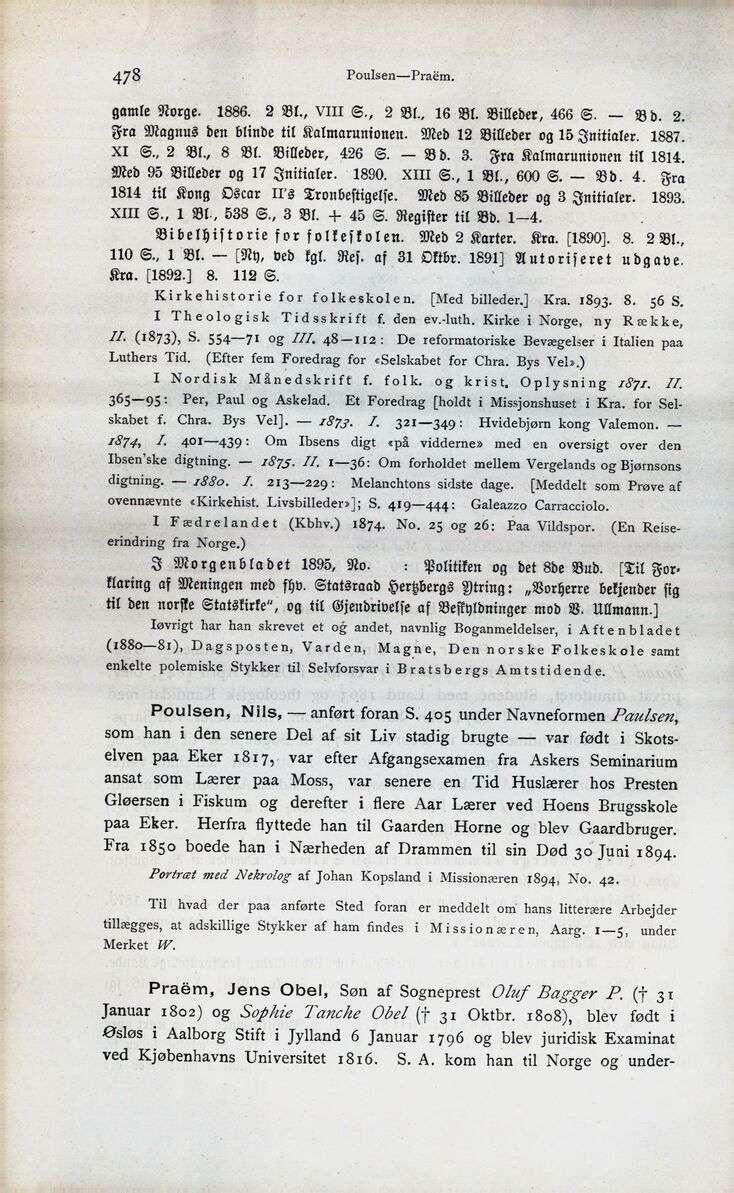 478 Poulsen—Praëm.
gamle Norge. 1886. 2 Bl., VIII S., 2 Bl., 16 Bl. Billeder, 466 S. — Bd. 2.
Fra Magnus den blinde til Kalmarunionen. Med 12 Billeder og 15 Initialer. 1887.
XI S., 2 Bl., 8 Bl. Billeder, 426 S. — Bd. 3. Fra Kalmarunionen til 1814.
Med 95 Billeder og 17 Initialer. 1890. XIII S., 1 Bl., 600 S. — Bd. 4. Fra
1814 til Kong Oscar II's Tronbestigelse. Med 85 Billeder og 3 Initialer. 1893.
XIII S., 1 Bl., 538 S., 3 Bl. + 45 S. Register til Bd. 1—4.
Bibelhistorie for folkeskolen. Med 2 Karter. Kra. [1890]. 8. 2 Bl.,
110 S., 1 Bl. — [Ny, ved kgl. Res. af 31 Oktbr. 1891] Autoriseret udgave.
Kra. [1892.] 8. 112 S.
Kirkehistorie for folkeskolen. [Med billeder.] Kra. 1893. 8. 56 S.
I Theologisk Tidsskrift f. den ev.-luth. Kirke i Norge, ny Række,
II. (1873), S. 554—71 og III. 48—112: De reformatoriske Bevægelser i Italien paa
Luthers Tid. (Efter fem Foredrag for «Selskabet for Chra. Bys Vel».)
I Nordisk Månedskrift f. folk. og krist. Oplysning 1871. II.
365—95: Per, Paul og Askelad. Et Foredrag [holdt i Missjonshuset i Kra. for Sel-
skabet f. Chra. Bys Vel]. — 1873. I. 321—349: Hvidebjørn kong Valemon. —
1874, I. 401—439: Om Ibsens digt «på vidderne» med en oversigt over den
Ibsen'ske digtning. — 1875. II. 1—36: Om forholdet mellem Vergelands og Bjørnsons
digtning. — 1880. I. 213—229: Melanchtons sidste dage. [Meddelt som Prøve af
ovennævnte «Kirkehist. Livsbilleder»]; S. 419—444: Galeazzo Carracciolo.
I Fædrelandet (Kbhv.) 1874. No. 25 og 26: Paa Vildspor. (En Reise-
erindring fra Norge.)
I Morgenbladet 1895, No. : Politiken og det 8de Bud. [Til For-
klaring af Meningen med fhv. Statsraad Hertzbergs Ytring: „Vorherre bekjender sig
til den norske Statskirke“, og til Gjendrivelse af Beskyldninger mod V. Ullmann.]
Iøvrigt har han skrevet et og andet, navnlig Boganmeldelser, i Aftenbladet
(1880—81), Dagsposten, Varden, Magne, Den norske Folkeskole samt
enkelte polemiske Stykker til Selvforsvar i Bratsbergs Amtstidende.
Poulsen, Nils, — anført foran S. 405 under Navneformen Paulsen,
som han i den senere Del af sit Liv stadig brugte — var født i Skots-
elven paa Eker 1817, var efter Afgangsexamen fra Askers Seminarium
ansat som Lærer paa Moss, var senere en Tid Huslærer hos Presten
Gløersen i Fiskum og derefter i flere Aar Lærer ved Hoens Brugsskole
paa Eker. Herfra flyttede han til Gaarden Horne og blev Gaardbruger.
Fra 1850 boede han i Nærheden af Drammen til sin Død 30 Juni 1894.
Portræt med Nekrolog af Johan Kopsland i Missionæren 1894, No. 42.
Til hvad der paa anførte Sted foran er meddelt om hans litterære Arbejder
tillægges, at adskillige Stykker af ham findes i Missionæren, Aarg. 1—5, under
Merket W.
Praëm, Jens Obel, Søn af Sogneprest Oluf Bagger P. († 31
Januar 1802) og Sophie Tanche Obel († 31 Oktbr. 1808), blev født i
Øsløs i Aalborg Stift i Jylland 6 Januar 1796 og blev juridisk Examinat
ved Kjøbenhavns Universitet 1816. S. A. kom han til Norge og under-